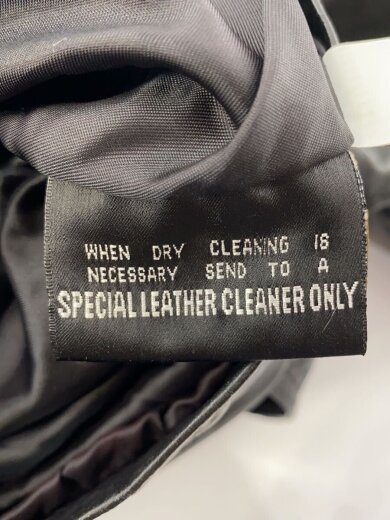 WHEN DRY CLEANING IS
NECESSARY SEND TO A
SPECIAL LEATHER CLEANER ONLY